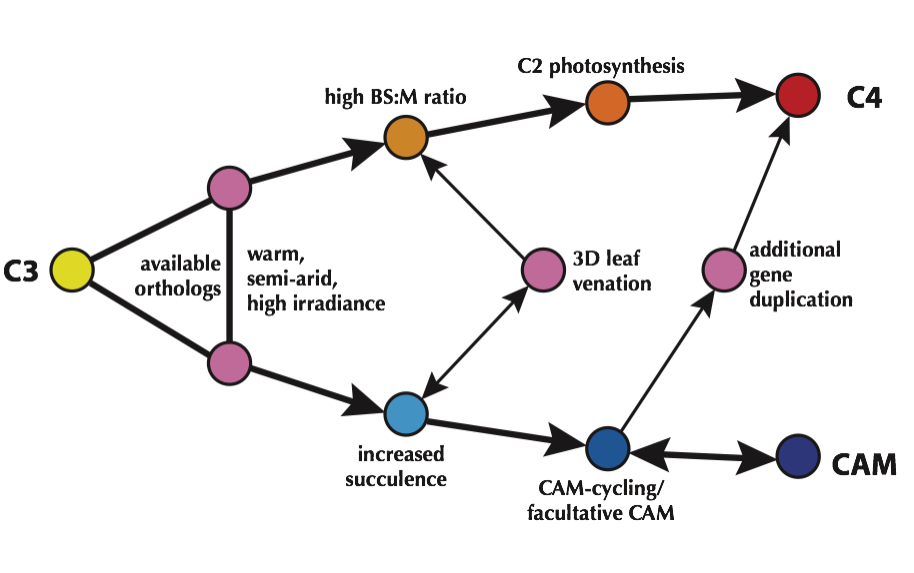 C2 photosynthesis
C4
high BS:M ratio
C3
available
orthologs
warm,
semi-arid,
high irradiance
3D leaf
venation
additional
gene
duplication
increased
succulence
CAM-cycling/
facultative CAM
CAM